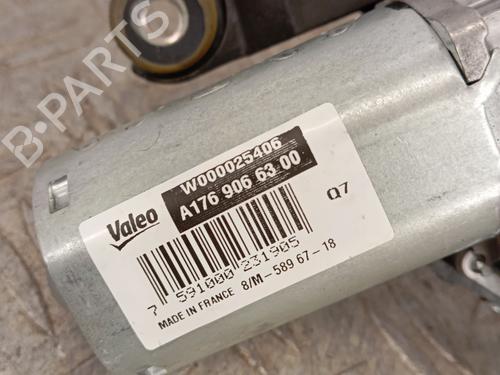 W000025406
A176 906 63 00
Valeo
Q7
7 591000 231905
MADE IN FRANCE 8/M-589 67-18
B-PARTS